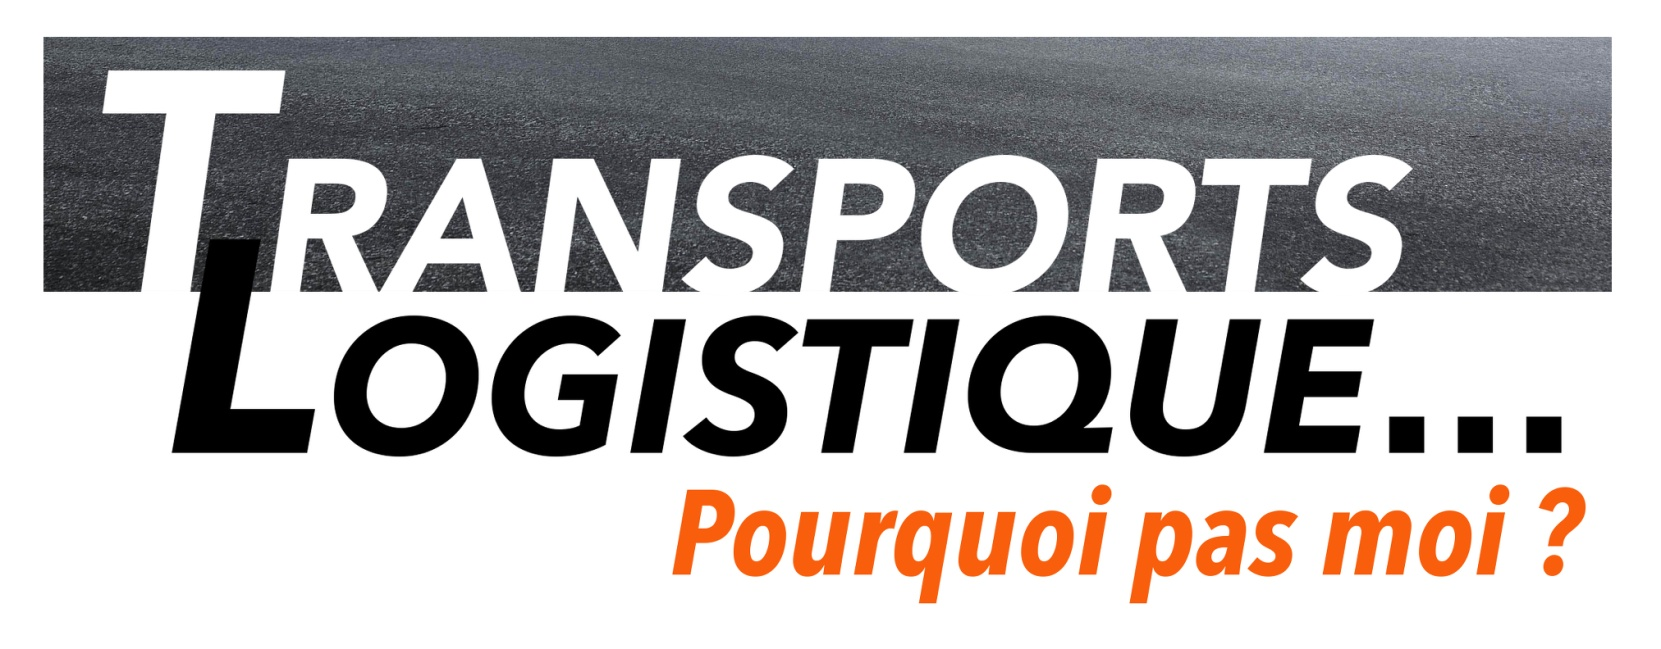 TRANSPORTS
LOGISTIQUE...
Pourquoi pas moi ?